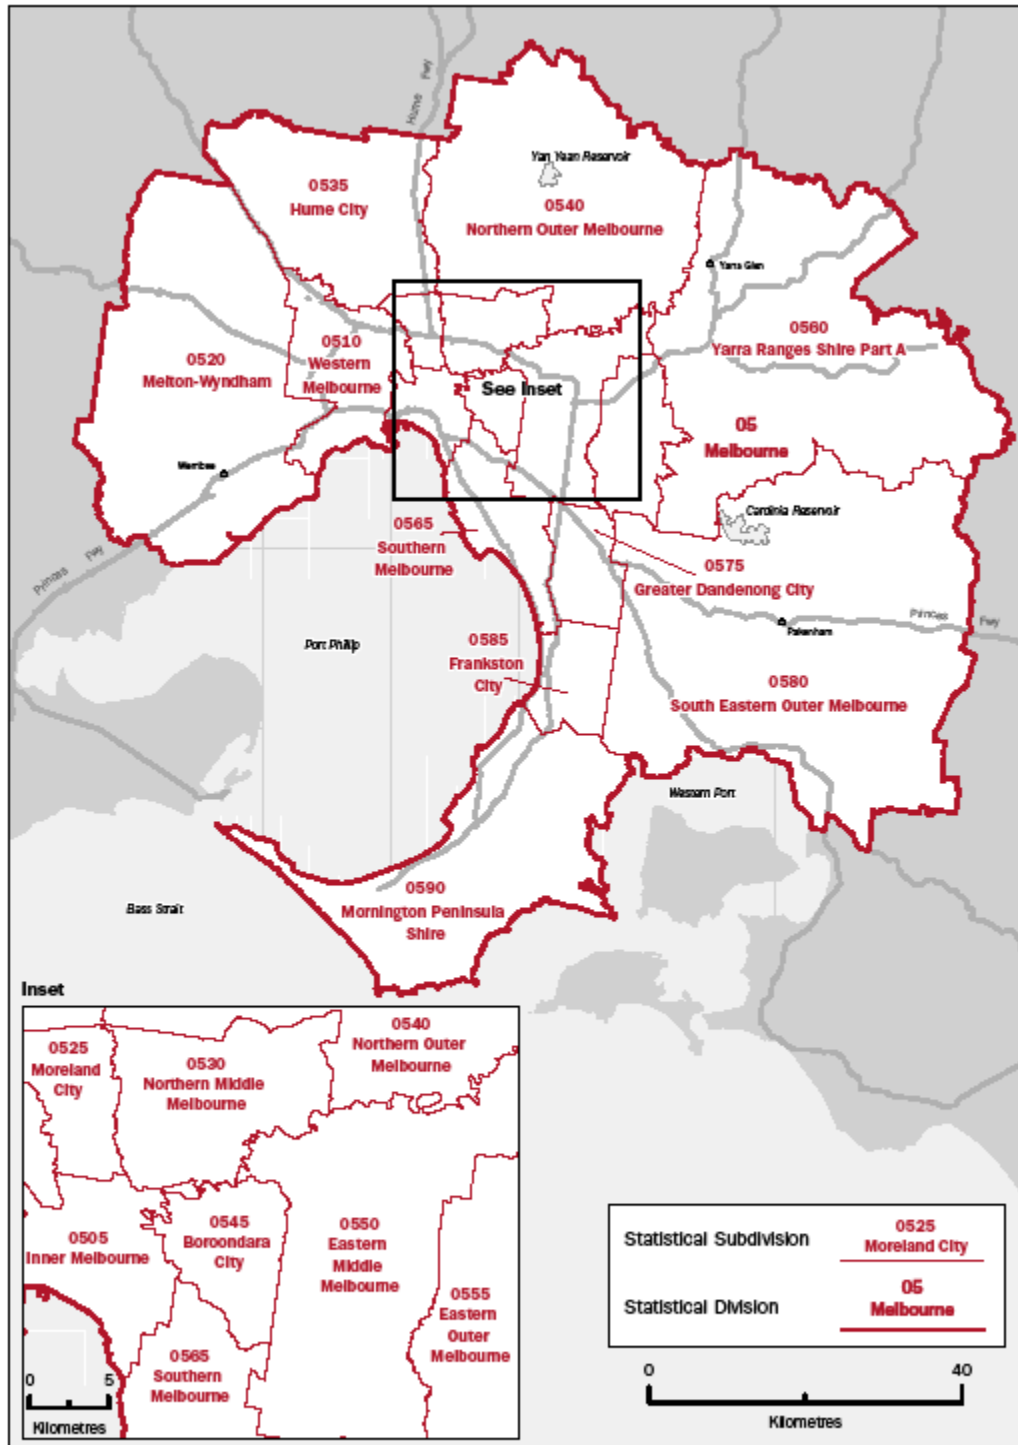 Hume Fwy
Yan Yean Reservoir
0535
Hume City
0540
Northern Outer Melbourne
Yarra Glen
0560
Yarra Ranges Shire Part A
0510
Western
Melbourne
0520
Melton-Wyndham
See Inset
05
Melbourne
Werribee
Cardinia Reservoir
0565
Southern
Melbourne
0575
Greater Dandenong City
Princes Fwy
Princes Fwy
Pakenham
Port Phillip
0585
Frankston
City
0580
South Eastern Outer Melbourne
Western Port
0590
Mornington Peninsula
Shire
Bass Strait
Inset
0525
Moreland
City
0530
Northern Middle
Melbourne
0540
Northern Outer
Melbourne
0505
Inner Melbourne
0545
Boroondara
City
0550
Eastern
Middle
Melbourne
0555
Eastern
Outer
Melbourne
0565
Southern
Melbourne
0 5
Kilometres
Statistical Subdivision
0525
Moreland City
Statistical Division
05
Melbourne
0 40
Kilometres